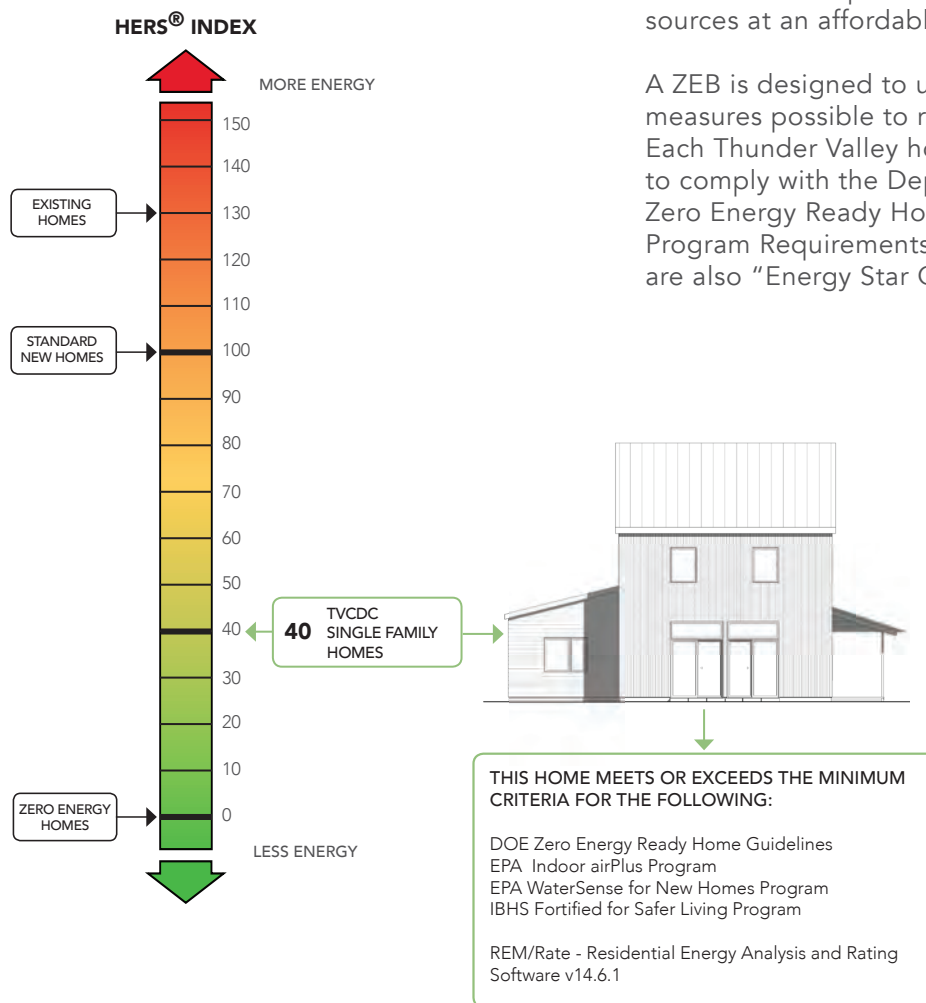 HERS® INDEX
MORE ENERGY
150
140
EXISTING
HOMES
130
120
110
STANDARD
NEW HOMES
100
90
80
70
60
50
40
40 TVCDC
SINGLE FAMILY
HOMES
30
20
10
ZERO ENERGY
HOMES
0
LESS ENERGY
sources at an affordabl
A ZEB is designed to u
measures possible to r
Each Thunder Valley ho
to comply with the Dep
Zero Energy Ready Ho
Program Requirements
are also “Energy Star
THIS HOME MEETS OR EXCEEDS THE MINIMUM
CRITERIA FOR THE FOLLOWING:
DOE Zero Energy Ready Home Guidelines
EPA Indoor airPlus Program
EPA WaterSense for New Homes Program
IBHS Fortified for Safer Living Program
REM/Rate - Residential Energy Analysis and Rating
Software v14.6.1